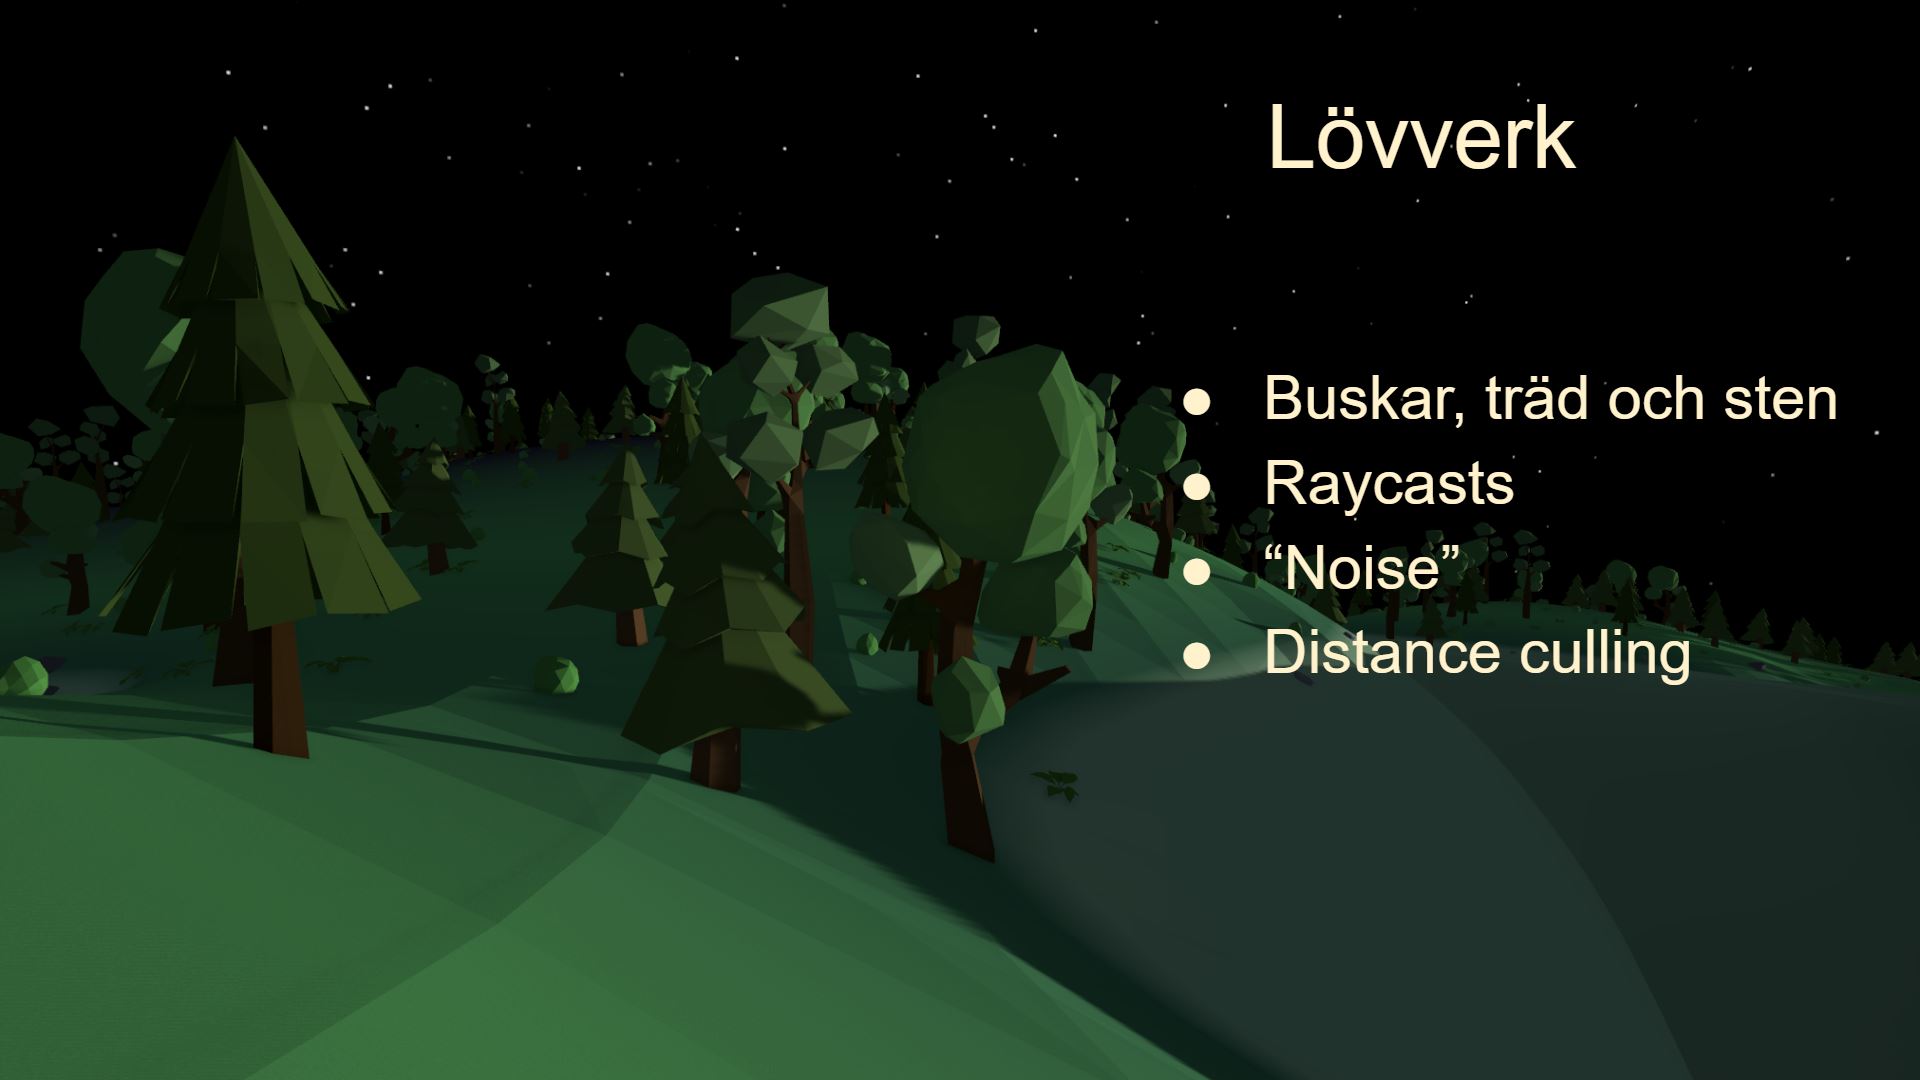 Lövverk
● Buskar, träd och sten
● Raycasts
● “Noise”
● Distance culling